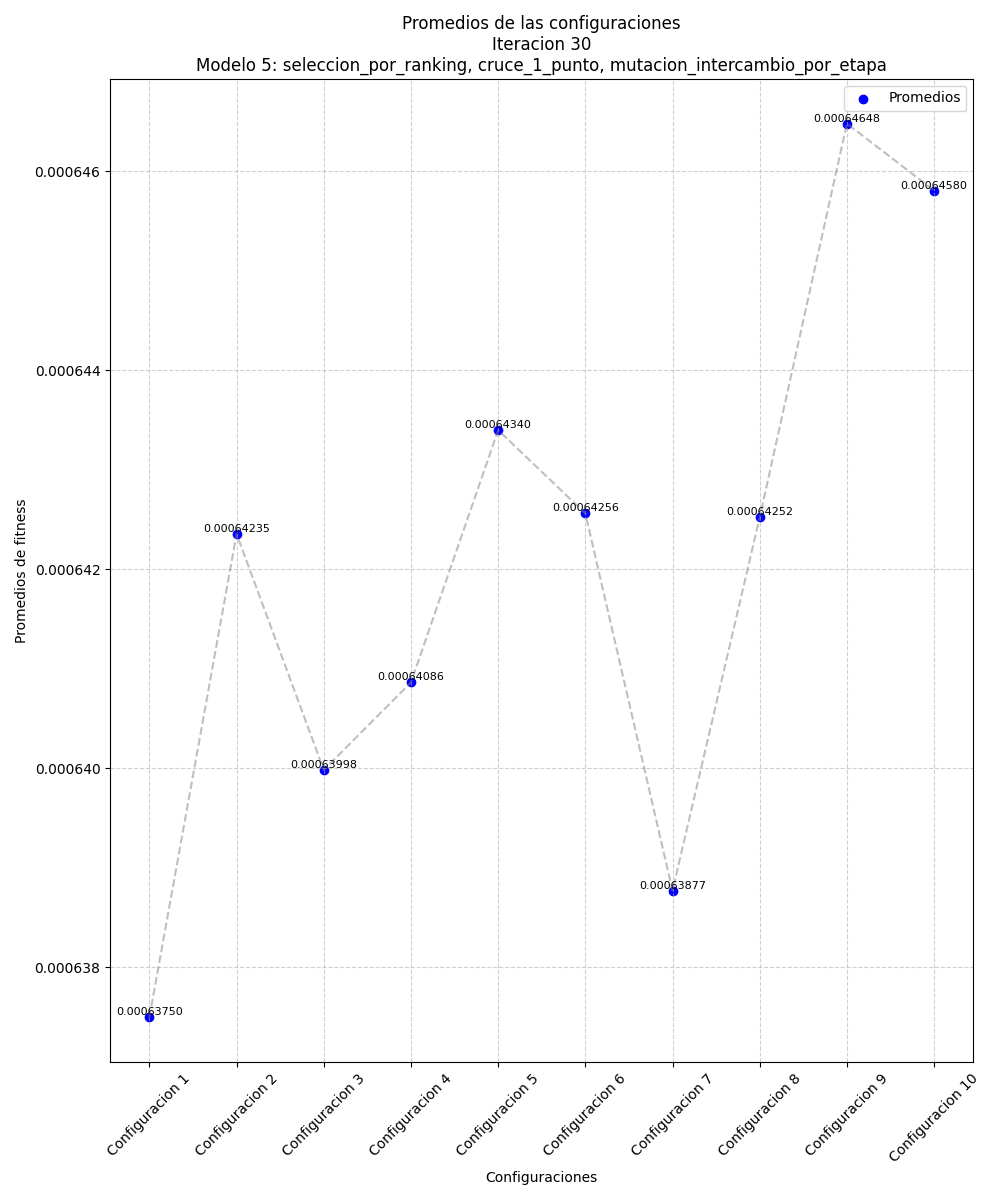 Promedios de las configuraciones
Iteracion 30
Modelo 5: seleccion_por_ranking, cruce_1_punto, mutacion_intercambio_por_etapa
Promedios
0.00064648
0.00064580
0.00064340
0.00064256
0.00064252
0.00064235
0.00064086
0.00063998
0.00063877
0.00063750
0.000646
0.000644
0.000642
0.000640
0.000638
Promedios de fitness
Configuracion 1
Configuracion 2
Configuracion 3
Configuracion 4
Configuracion 5
Configuracion 6
Configuracion 7
Configuracion 8
Configuracion 9
Configuracion 10
Configuraciones